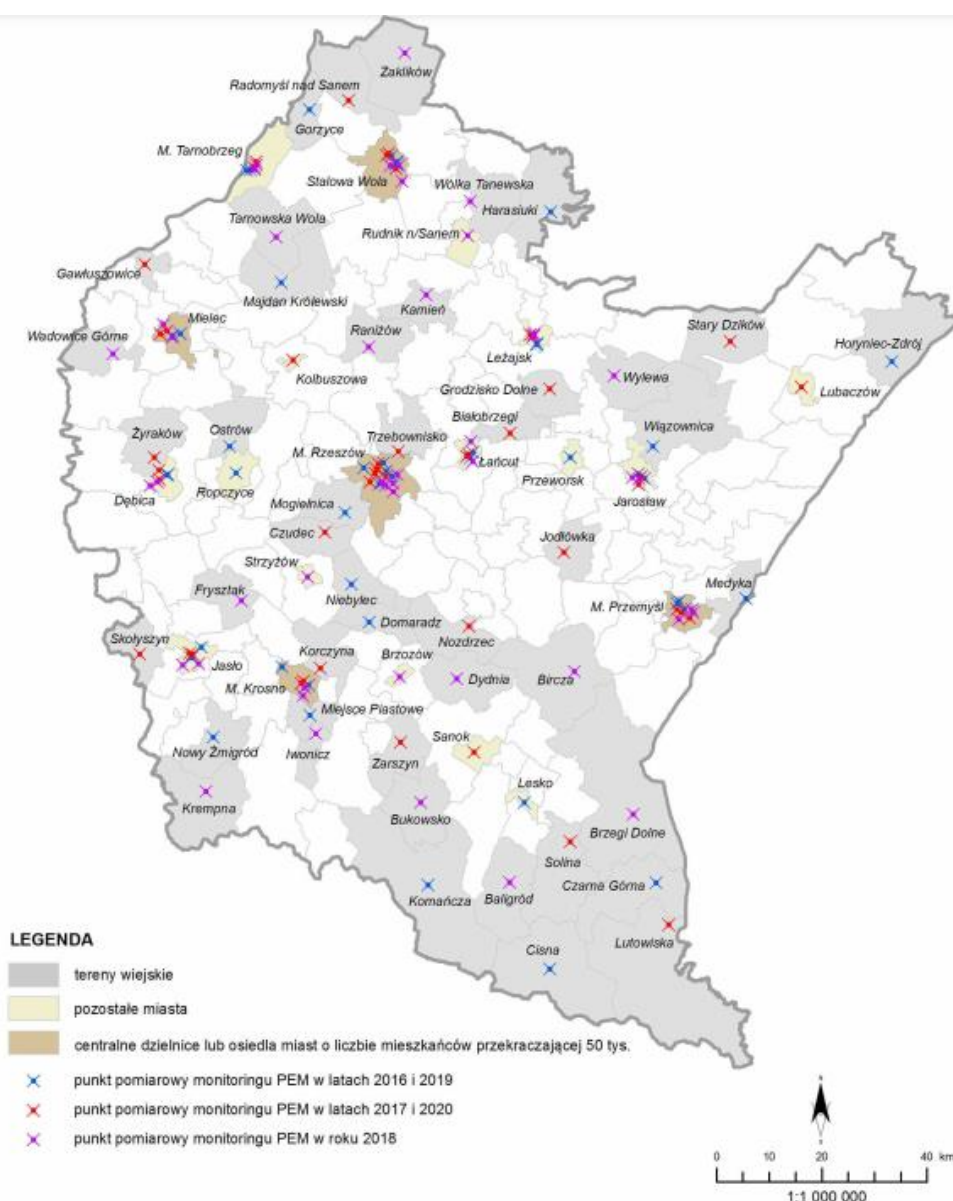 Żaklików
Radomyśl nad Sanem
Gorzyce
M. Tarnobrzeg
Stalowa Wola
Wólka Tanewska
Harasiuki
Tarnowska Wola
Rudnik n/Sanem
Gawłuszowice
Majdan Królewski
Kamień
Mielec
Wadowice Górne
Raniżów
Leżajsk
Stary Dzików
Horyniec-Zdrój
Kolbuszowa
Grodzisko Dolne
Wylewa
Lubaczów
Białobrzegi
Żyraków
Ostrów
Trzebownisko
Wiązownica
M. Rzeszów
Łańcut
Dębica
Ropczyce
Przeworsk
Jarosław
Mogielnica
Czudec
Jodłówka
Strzyżów
Frysztak
Niebylec
Medyka
M. Przemyśl
Domaradz
Nozdrzec
Skołyszyn
Jasło
Korczyna
Brzozów
M. Krosno
Dydnia
Bircza
Miejsce Piastowe
Nowy Żmigród
Iwonicz
Zarszyn
Sanok
Lesko
Krempna
Bukowsko
Brzegi Dolne
Solina
Komańcza
Baligród
Czarna Górna
Lutowiska
Cisna
LEGENDA
tereny wiejskie
pozostałe miasta
centralne dzielnice lub osiedla miast o liczbie mieszkańców przekraczającej 50 tys.
punkt pomiarowy monitoringu PEM w latach 2016 i 2019
punkt pomiarowy monitoringu PEM w latach 2017 i 2020
punkt pomiarowy monitoringu PEM w roku 2018
0 10 20 40 km
1:1 000 000